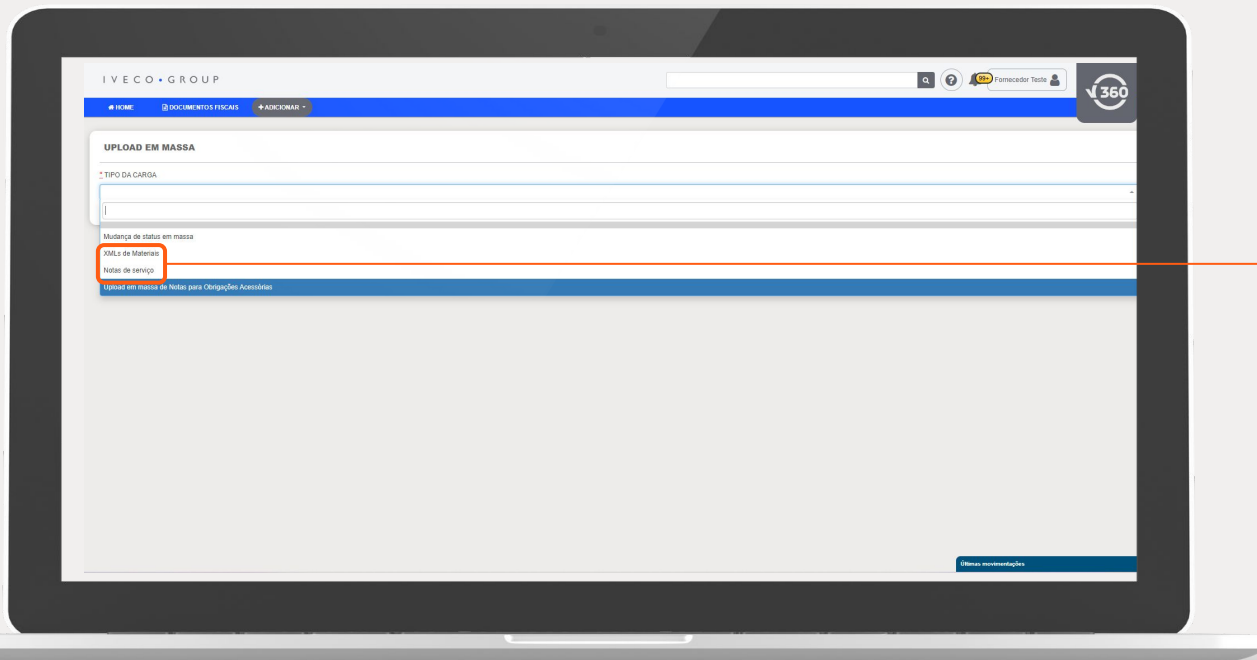 IVECO • GROUP
99+
Fornecedor Teste
V360
HOME
DOCUMENTOS FISCAIS
+ ADICIONAR
UPLOAD EM MASSA
* TIPO DA CARGA
Mudança de status em massa
XMLs de Materiais
Notas de serviço
Upload em massa de Notas para Obrigações Acessórias
Últimas movimentações